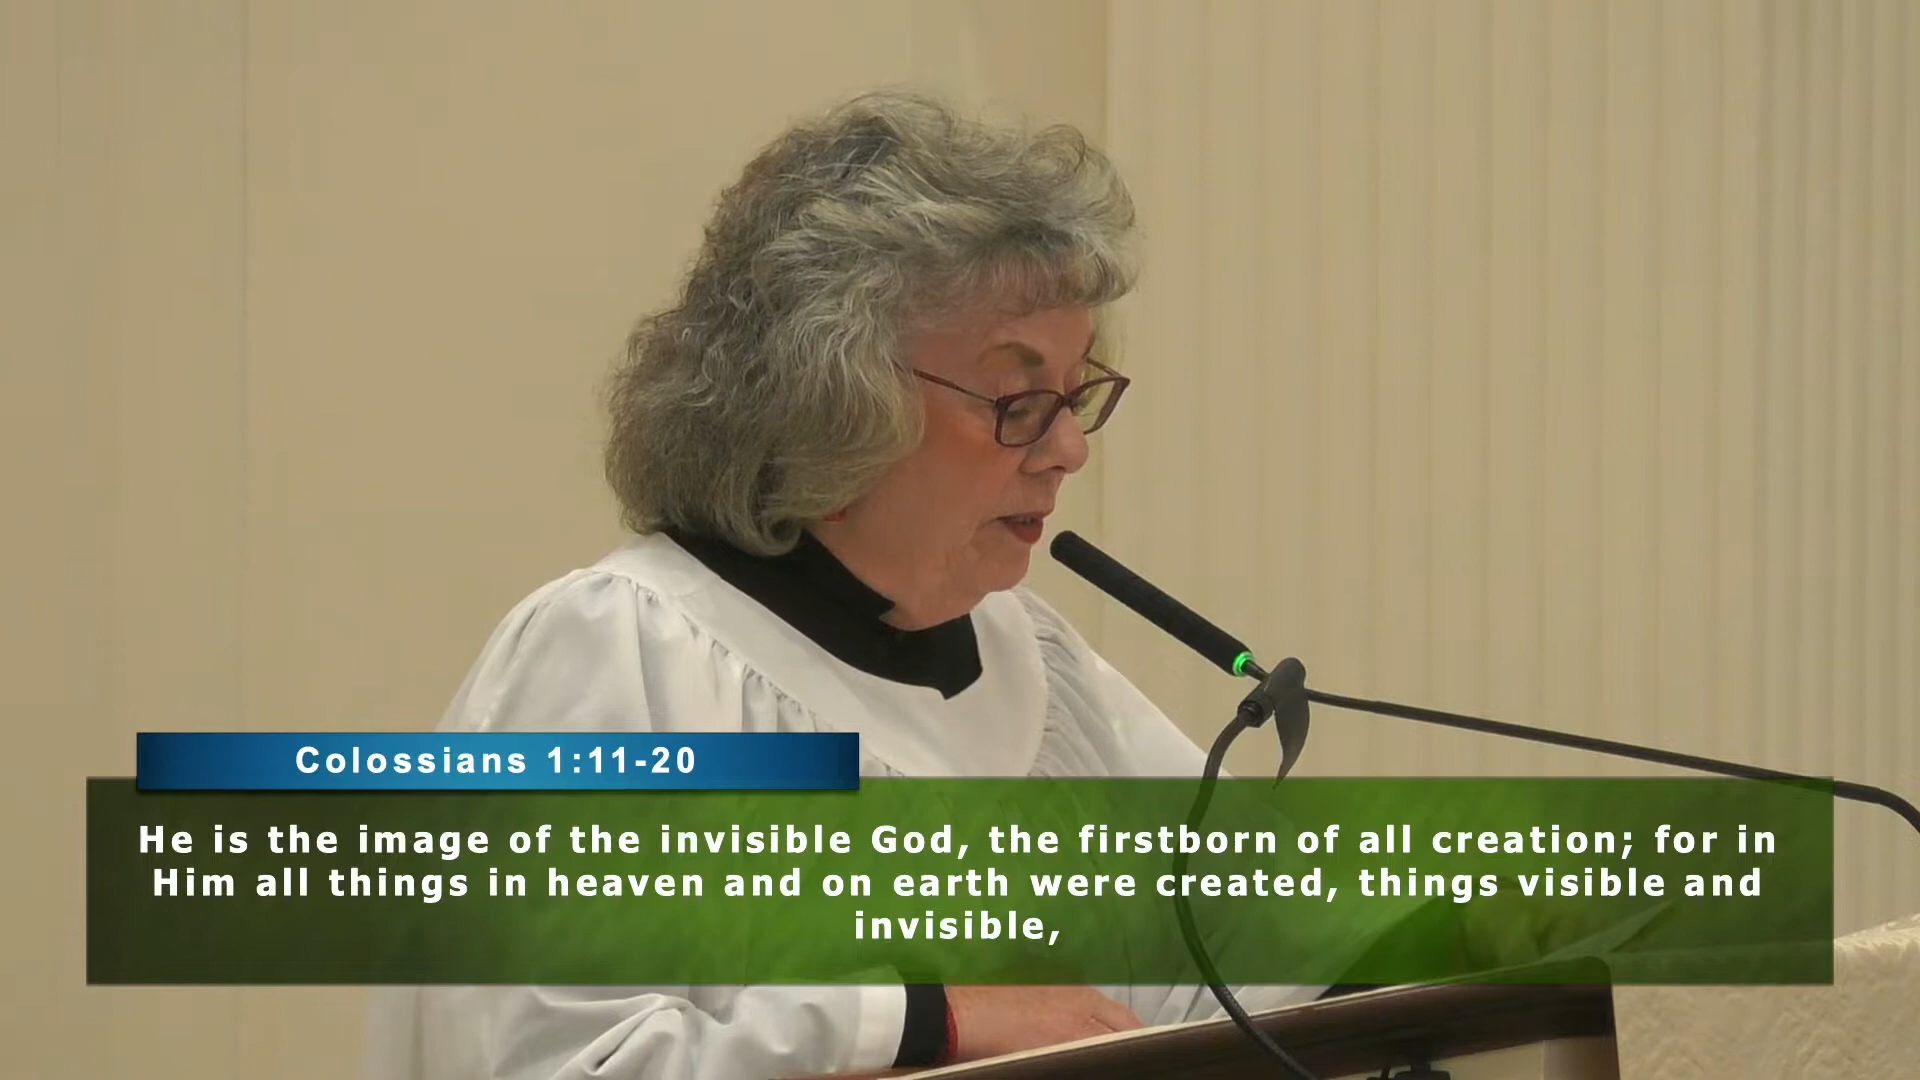 Colossians 1:11-20
He is the image of the invisible God, the firstborn of all creation; for in
Him all things in heaven and on earth were created, things visible and
invisible,